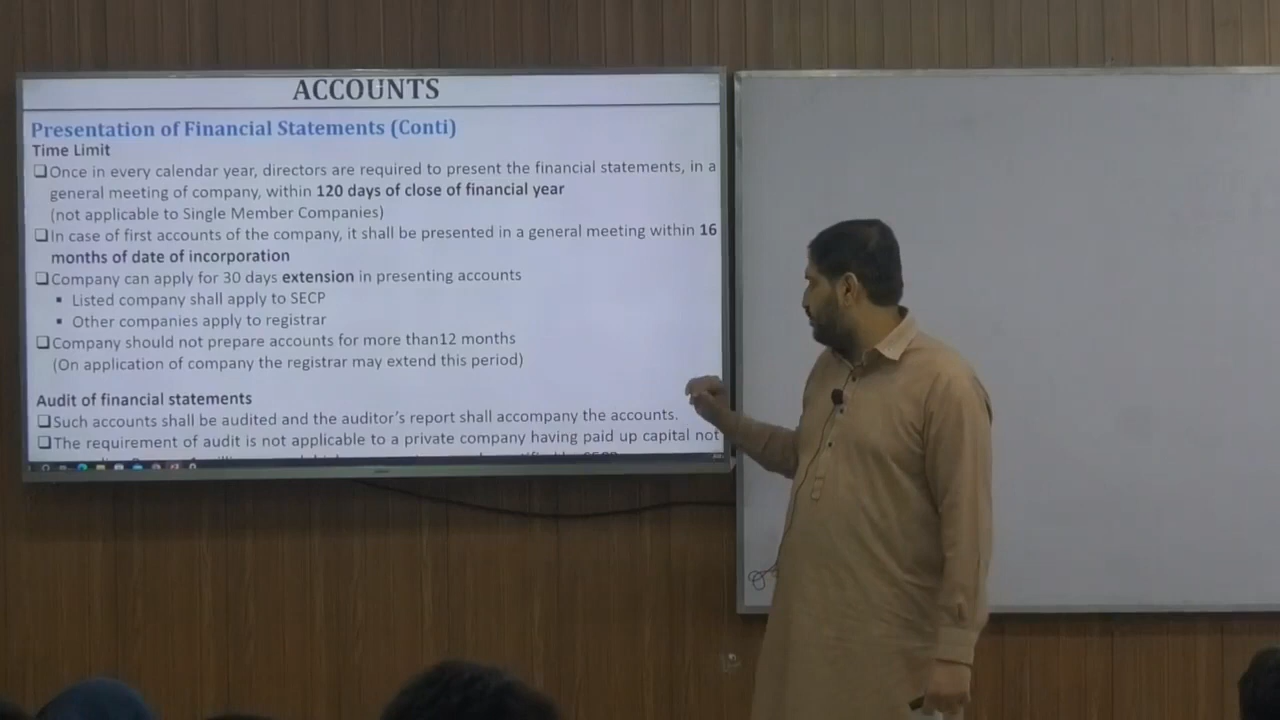 ACCOUNTS
Presentation of Financial Statements (Conti)
Time Limit
❑Once in every calendar year, directors are required to present the financial statements, in a
general meeting of company, within 120 days of close of financial year
(not applicable to Single Member Companies)
❑In case of first accounts of the company, it shall be presented in a general meeting within 16
months of date of incorporation
❑Company can apply for 30 days extension in presenting accounts
▪ Listed company shall apply to SECP
▪ Other companies apply to registrar
❑Company should not prepare accounts for more than12 months
(On application of company the registrar may extend this period)
Audit of financial statements
❑Such accounts shall be audited and the auditor's report shall accompany the accounts.
❑The requirement of audit is not applicable to a private company having paid up capital not